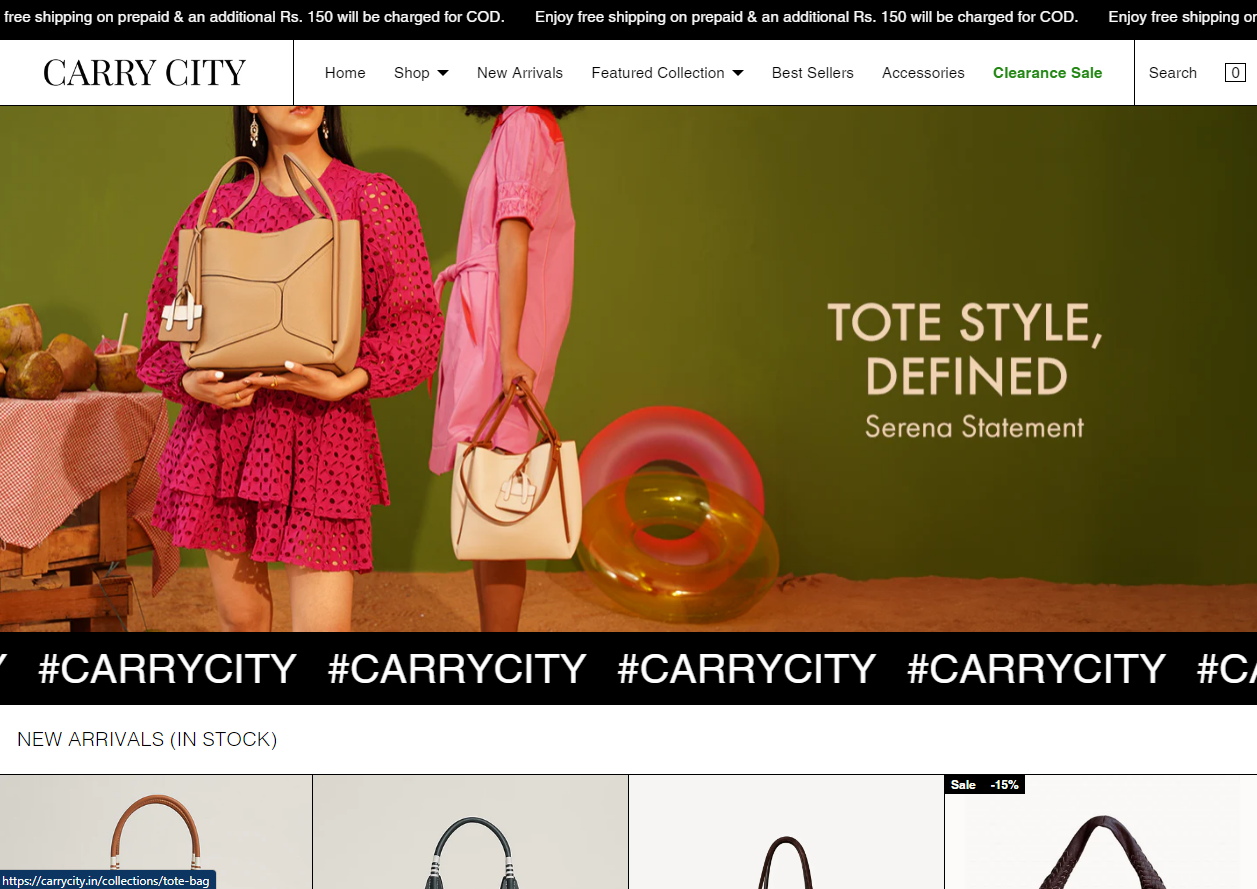 free shipping on prepaid & an additional Rs. 150 will be charged for COD. Enjoy free shipping on prepaid & an additional Rs. 150 will be charged for COD. Enjoy free shipping on
CARRY CITY
Home Shop New Arrivals Featured Collection Best Sellers Accessories Clearance Sale Search 0
TOTE STYLE,
DEFINED
Serena Statement
#CARRYCITY #CARRYCITY #CARRYCITY #CARRYCITY
NEW ARRIVALS (IN STOCK)
Sale -15%
https://carrycity.in/collections/tote-bag